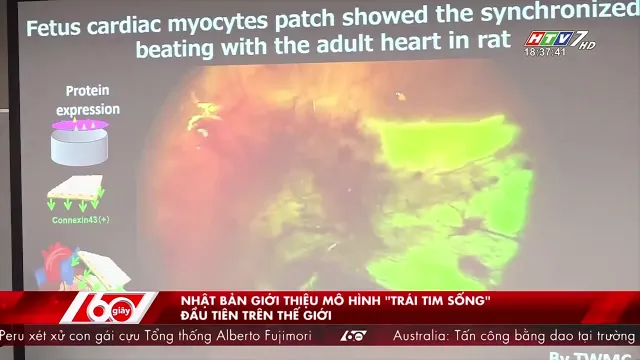 Fetus cardiac myocytes patch showed the synchronized
beating with the adult heart in rat
HTV7 HD
18:37:41
Protein
expression
Connexin43(+)
60 giây
NHẬT BẢN GIỚI THIỆU MÔ HÌNH "TRÁI TIM SỐNG"
ĐẦU TIÊN TRÊN THẾ GIỚI
Peru xét xử con gái cựu Tổng thống Alberto Fujimori
60
Australia: Tấn công bằng dao tại trường
By TWMC